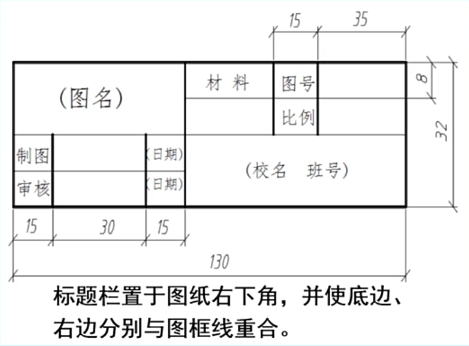 15 35
材料 图号
8
(图名)
比例
32
制图 (日期)
(校名 班号)
审核 (日期)
15 30 15
130
标题栏置于图纸右下角，并使底边、
右边分别与图框线重合。